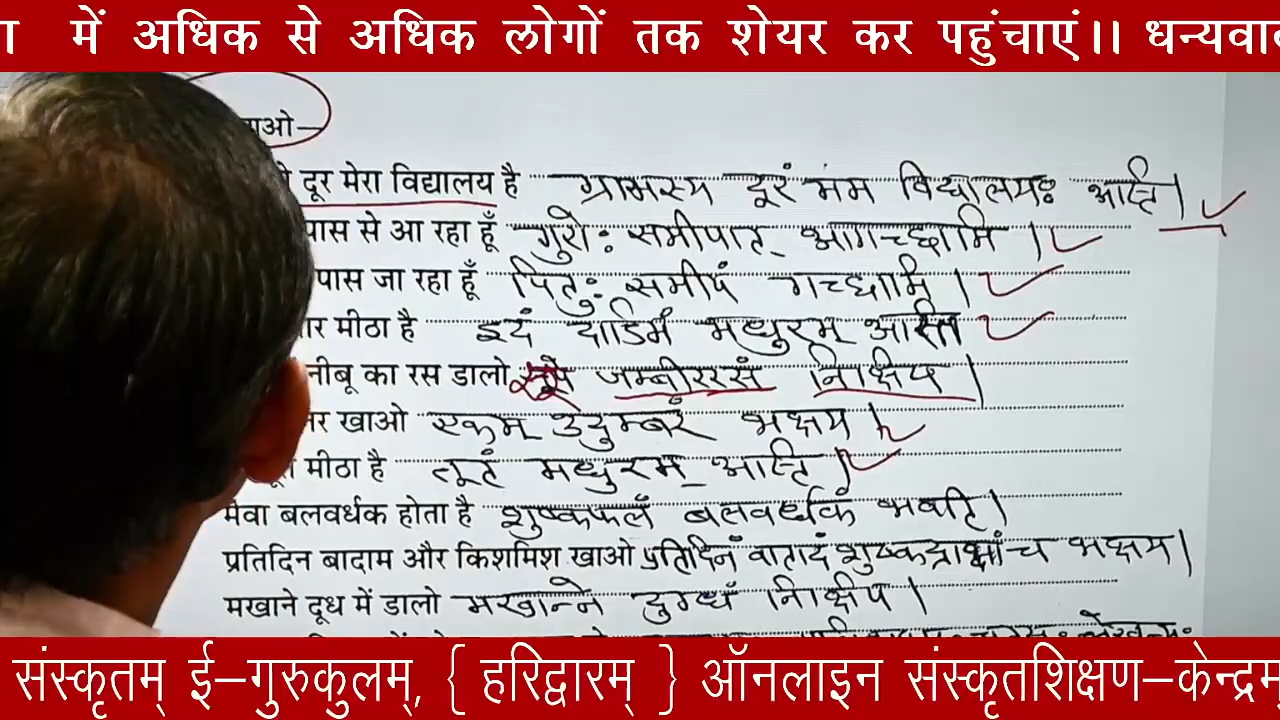 में अधिक से अधिक लोगों तक शेयर कर पहुंचाएं।। धन्यवाद
दूर मेरा विद्यालय है ग्रामस्य दूरं मम विद्यालयः अस्ति।
पास से आ रहा हूँ गुरोः समीपात् आगच्छामि ।
पास जा रहा हूँ पितुः समीपं गच्छामि ।
मीठा है इदं दाडिमं मधुरम् अस्ति
नीबू का रस डालो जम्बीररसं निक्षिप ।
खाओ एकम् उदुम्बरं भक्षय ।
मीठा है तूतं मधुरम् अस्ति ।
मेवा बलवर्धक होता है शुष्कफलं बलवर्धकं भवति ।
प्रतिदिन बादाम और किशमिश खाओ प्रतिदिनं वातादं शुष्कद्राक्षां च भक्षय ।
मखाने दूध में डालो मखान्ने दुग्धं निक्षिप ।
संस्कृतम् ई–गुरुकुलम्, { हरिद्वारम् } ऑनलाइन संस्कृतशिक्षण–केन्द्रम्